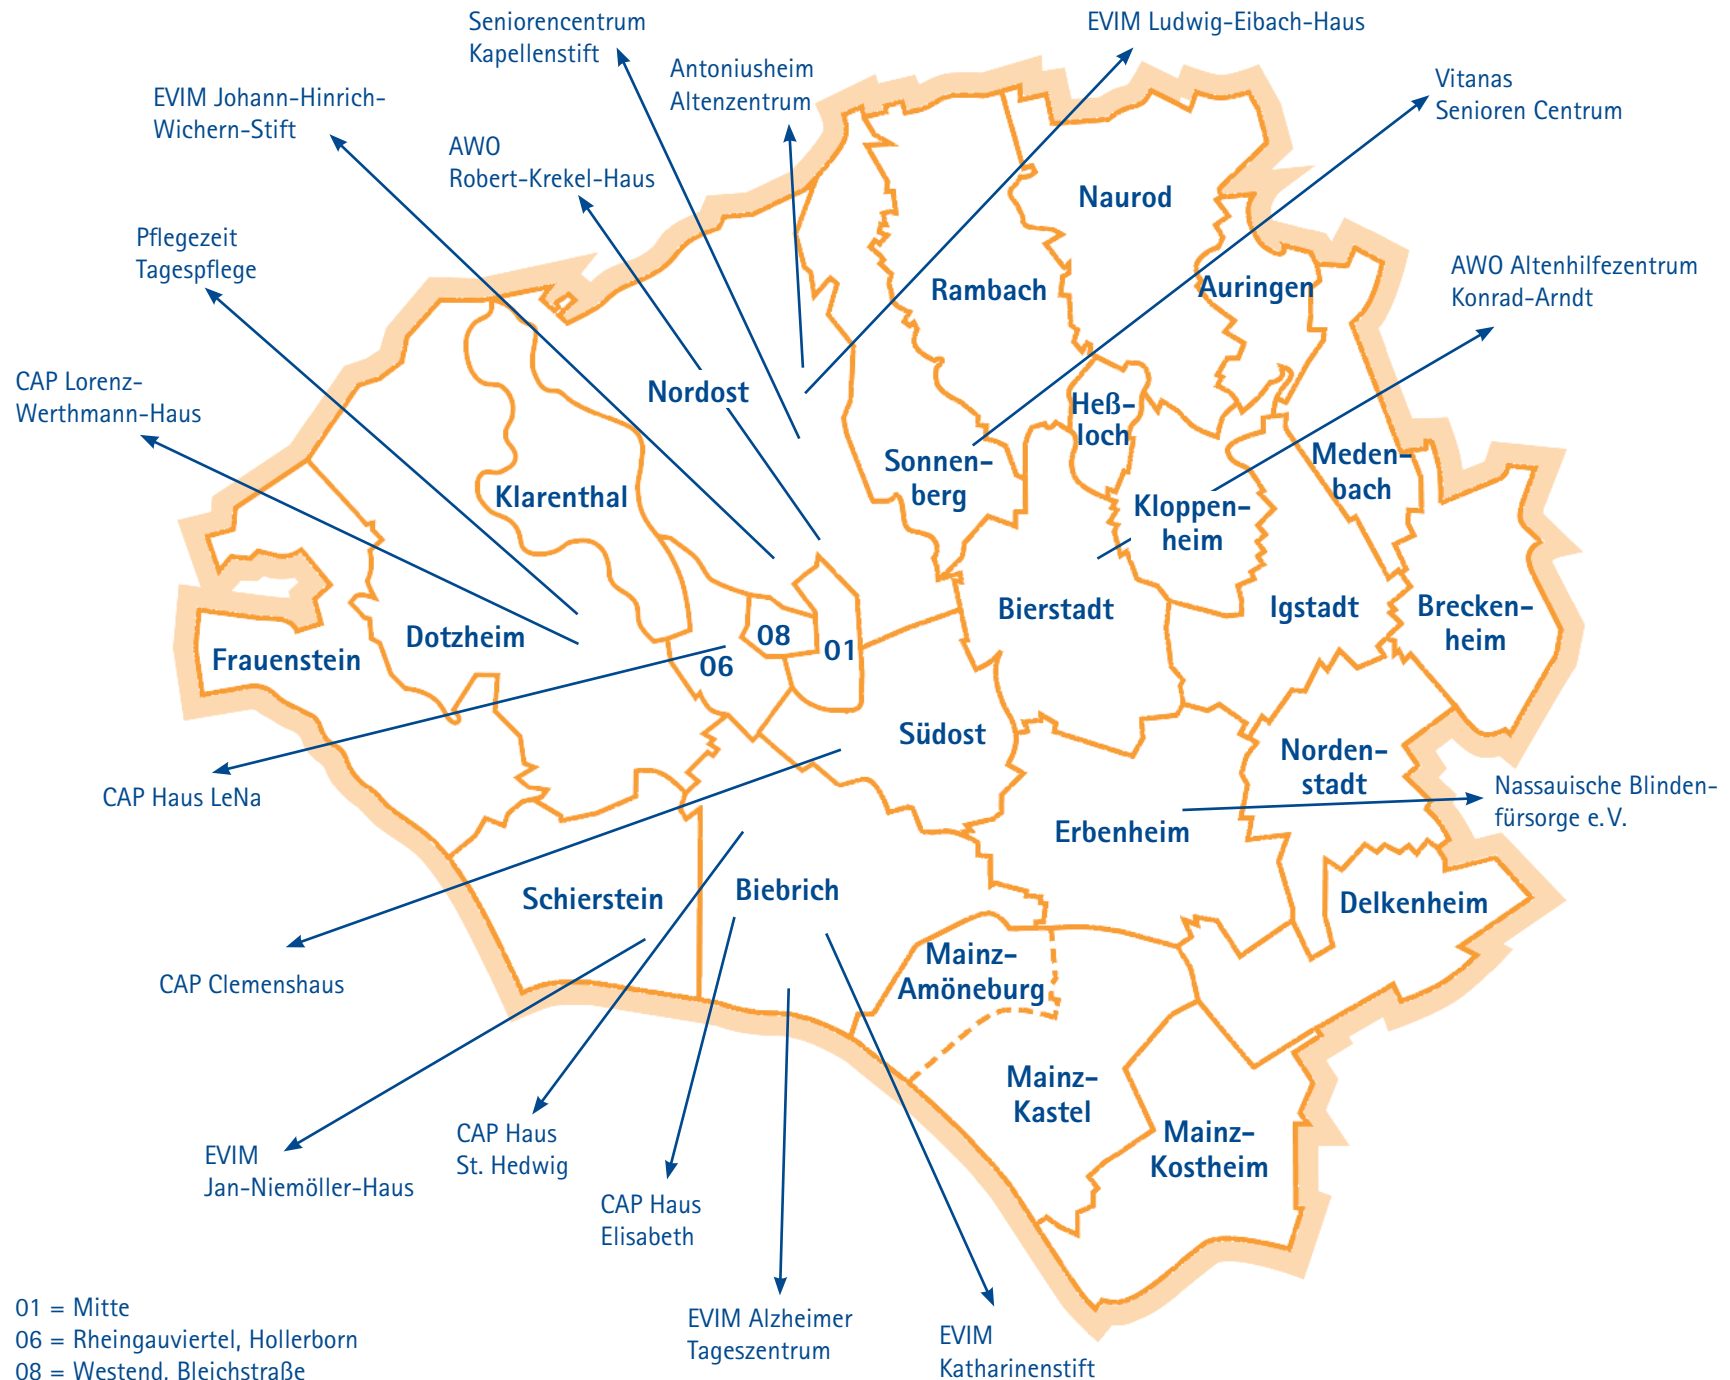 Seniorencentrum
Kapellenstift
EVIM Ludwig-Eibach-Haus
Antoniusheim
Altenzentrum
Vitanas
Senioren Centrum
EVIM Johann-Hinrich-
Wichern-Stift
AWO
Robert-Krekel-Haus
Naurod
Pflegezeit
Tagespflege
AWO Altenhilfezentrum
Konrad-Arndt
Rambach
Auringen
CAP Lorenz-
Werthmann-Haus
Nordost
Heß-
loch
Sonnen-
berg
Meden-
bach
Klarenthal
Kloppen-
heim
Bierstadt
Igstadt
Brecken-
heim
Dotzheim
Frauenstein
08
01
06
Südost
Norden-
stadt
CAP Haus LeNa
Nassauische Blinden-
fürsorge e.V.
Erbenheim
Schierstein
Biebrich
Delkenheim
Mainz-
Amöneburg
CAP Clemenshaus
Mainz-
Kastel
Mainz-
Kostheim
CAP Haus
St. Hedwig
EVIM
Jan-Niemöller-Haus
CAP Haus
Elisabeth
EVIM Alzheimer
Tageszentrum
EVIM
Katharinenstift
01 = Mitte
06 = Rheingauviertel, Hollerborn
08 = Westend, Bleichstraße